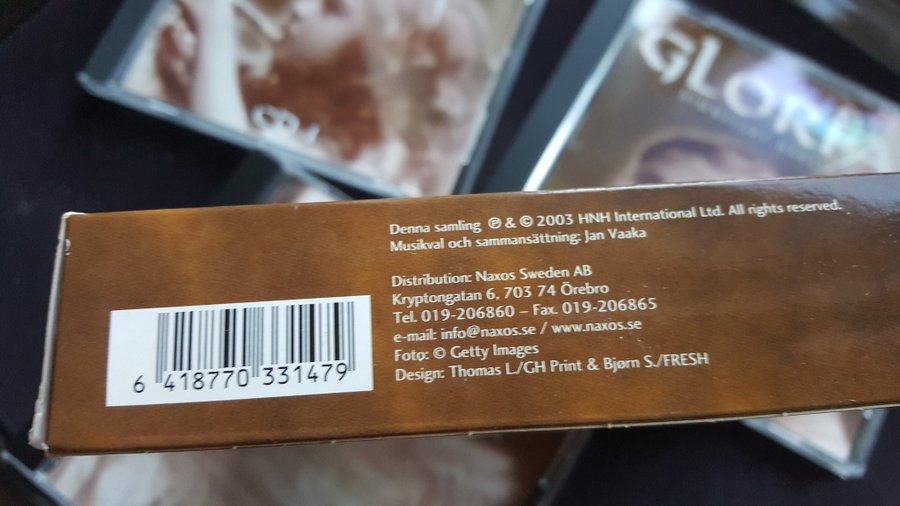 GLORIA
Denna samling ℗ & © 2003 HNH International Ltd. All rights reserved.
Musikval och sammansättning: Jan Vaaka
Distribution: Naxos Sweden AB
Kryptongatan 6, 703 74 Örebro
Tel. 019-206860 – Fax. 019-206865
e-mail: info@naxos.se / www.naxos.se
Foto: © Getty Images
Design: Thomas L/GH Print & Bjørn S./FRESH
6 418770 331479